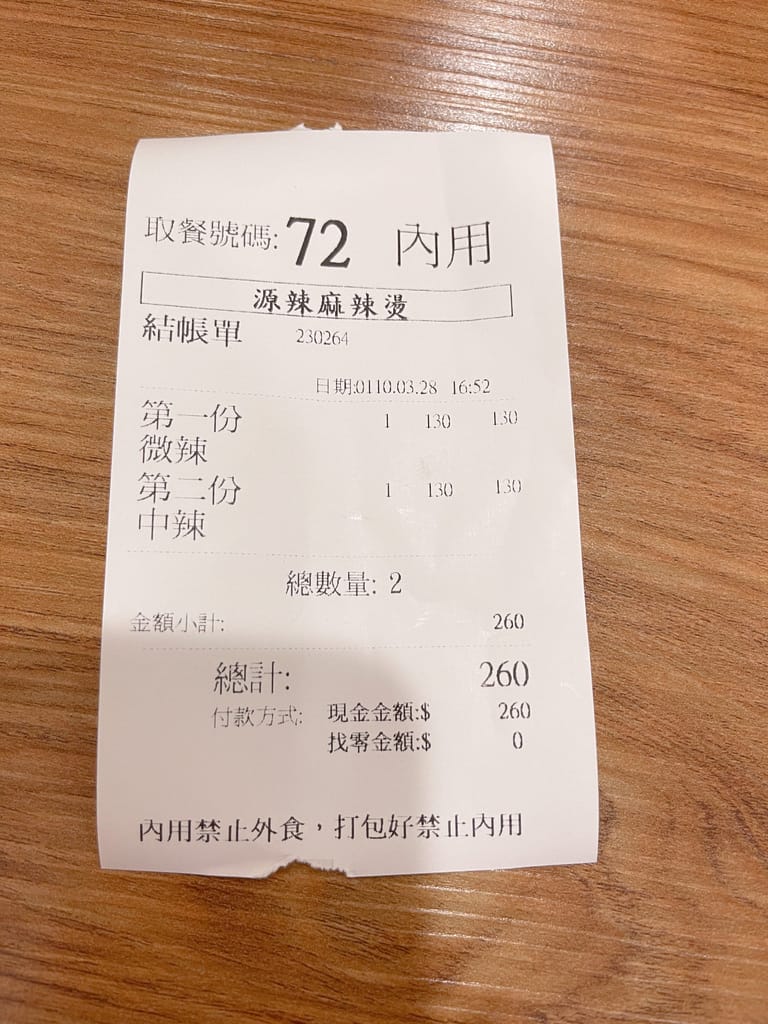 取餐號碼:72 內用
源辣麻辣燙
結帳單 230264
日期:0110.03.28 16:52
第一份 1 130 130
微辣
第二份 1 130 130
中辣
總數量: 2
金額小計: 260
總計: 260
付款方式: 現金金額:$ 260
找零金額:$ 0
內用禁止外食，打包好禁止內用